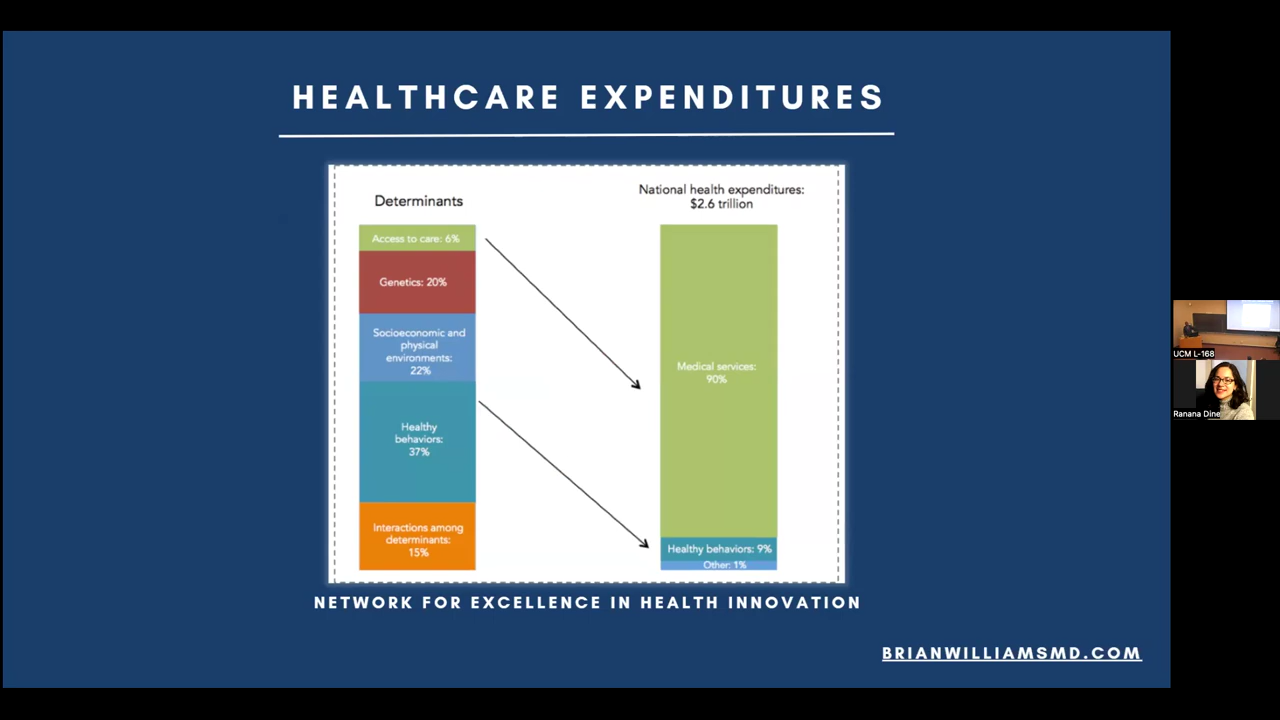 HEALTHCARE EXPENDITURES
Determinants
Access to care: 6%
Genetics: 20%
Socioeconomic and
physical
environments:
22%
Healthy
behaviors:
37%
Interactions among
determinants:
15%
National health expenditures:
$2.6 trillion
Medical services:
90%
Healthy behaviors: 9%
Other: 1%
NETWORK FOR EXCELLENCE IN HEALTH INNOVATION
BRIANWILLIAMSMD.COM
UCM L-168
Ranana Dine